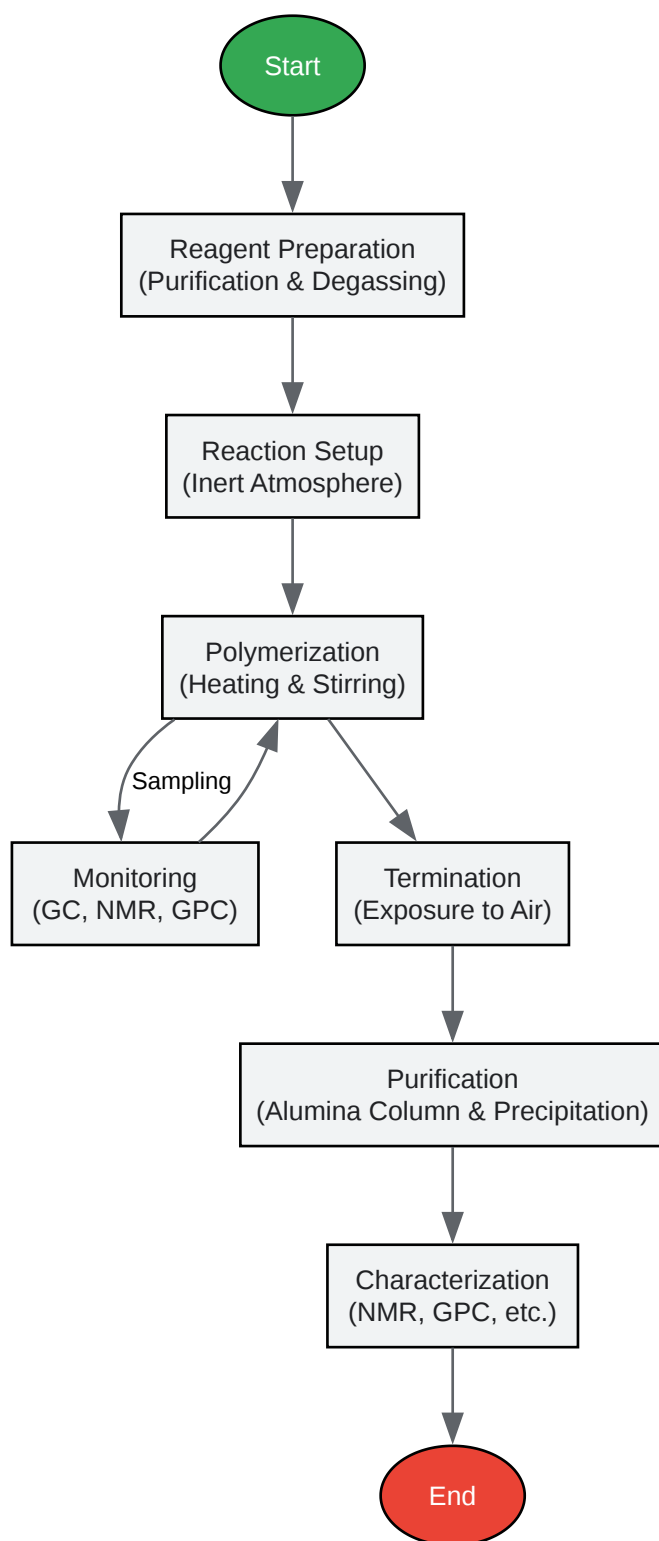 Start
Reagent Preparation
(Purification & Degassing)
Reaction Setup
(Inert Atmosphere)
Polymerization
(Heating & Stirring)
Sampling
Monitoring
(GC, NMR, GPC)
Termination
(Exposure to Air)
Purification
(Alumina Column & Precipitation)
Characterization
(NMR, GPC, etc.)
End